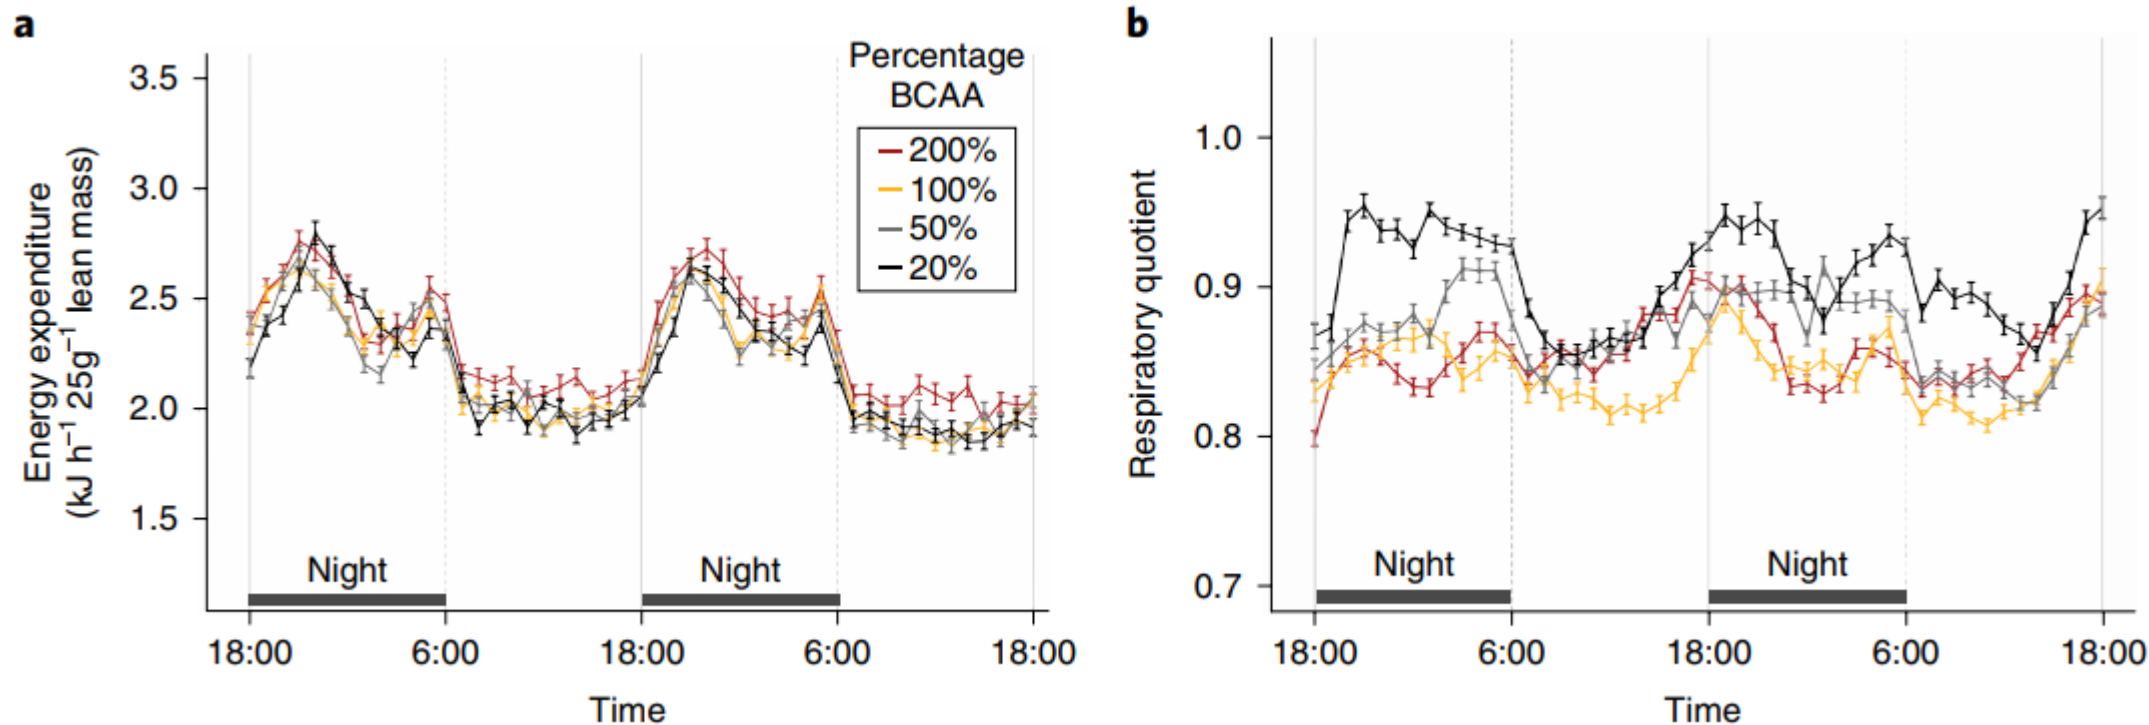 a
Energy expenditure
(kJ h⁻¹ 25g⁻¹ lean mass)
3.5
3.0
2.5
2.0
1.5
Percentage
BCAA
200%
100%
50%
20%
Night
Night
18:00
6:00
18:00
6:00
18:00
Time
b
Respiratory quotient
1.0
0.9
0.8
0.7
Night
Night
18:00
6:00
18:00
6:00
18:00
Time